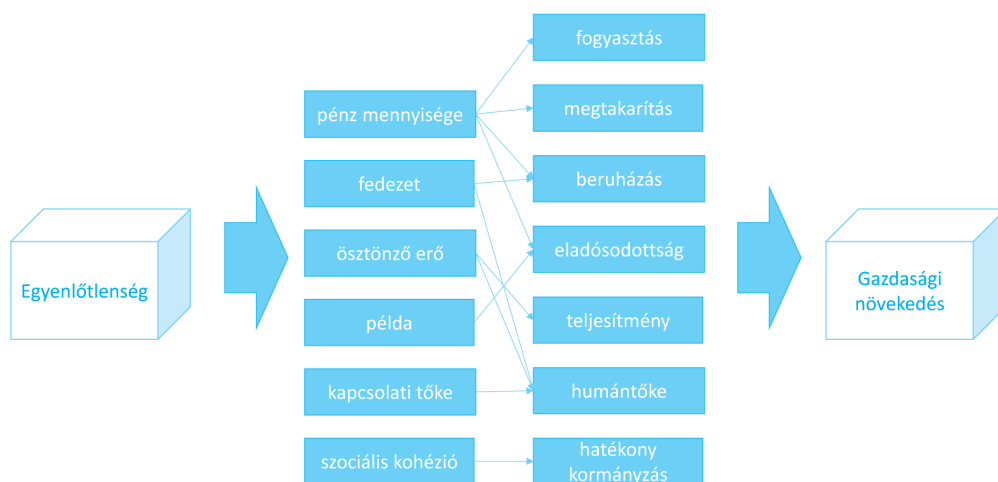 Egyenlőtlenség
pénz mennyisége
fedezet
ösztönző erő
példa
kapcsolati tőke
szociális kohézió
fogyasztás
megtakarítás
beruházás
eladósodottság
teljesítmény
humántőke
hatékony
kormányzás
Gazdasági
növekedés